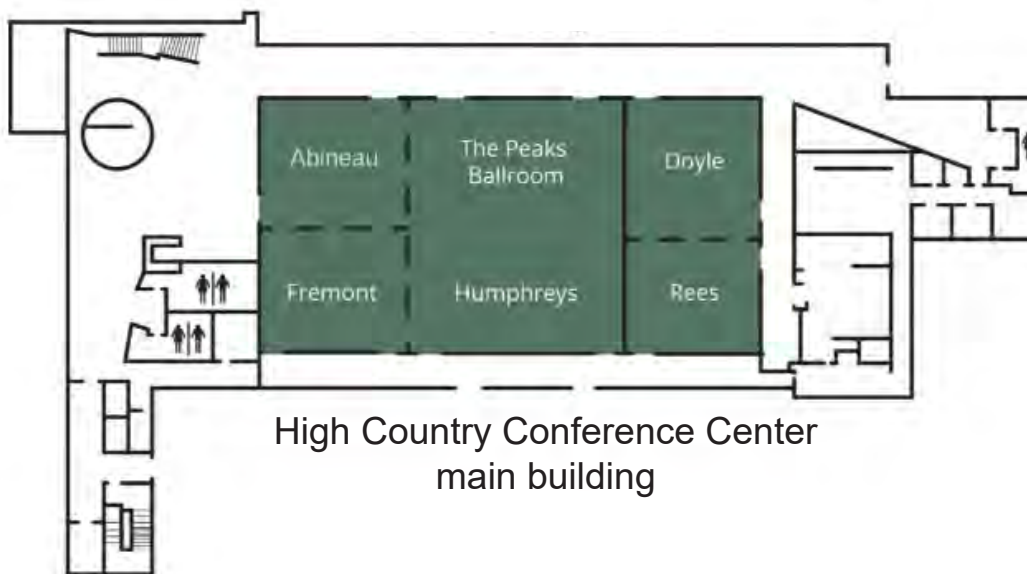 Abineau
The Peaks
Ballroom
Doyle
Fremont
Humphreys
Rees
High Country Conference Center
main building